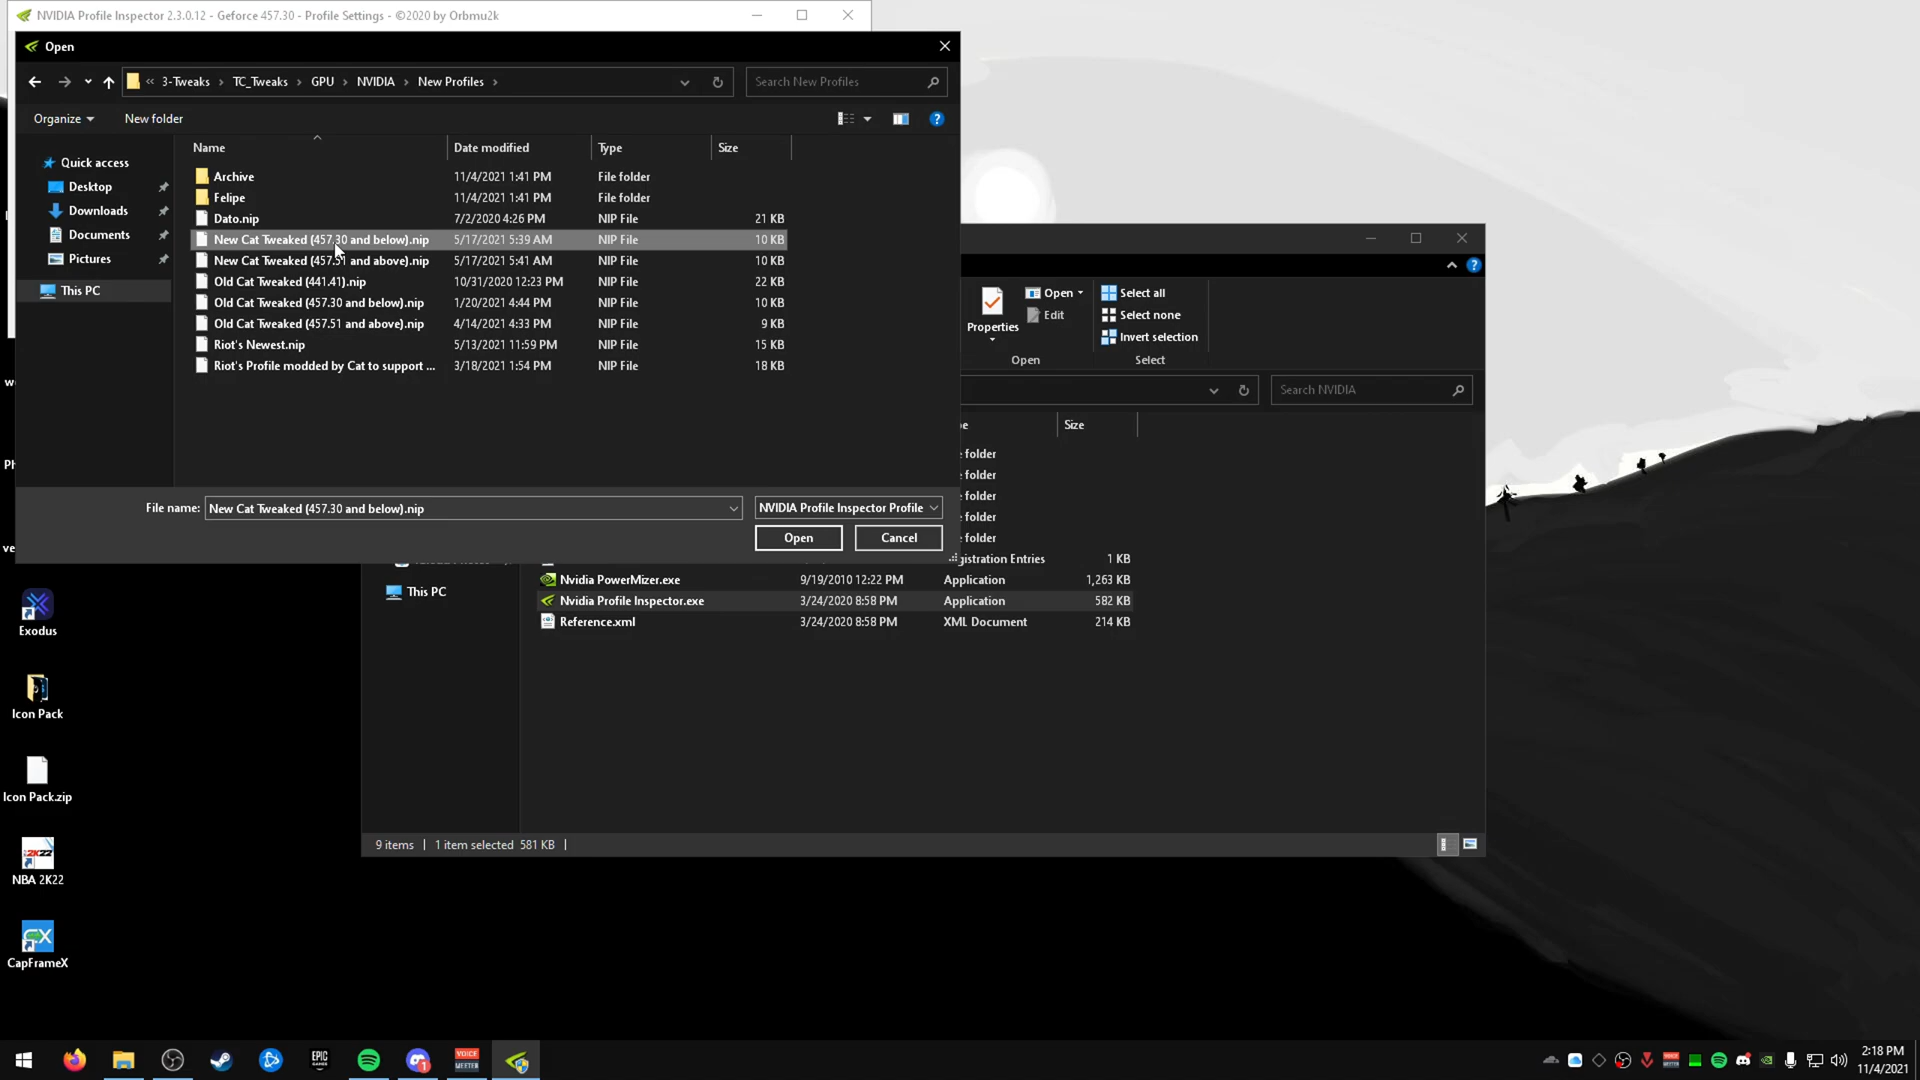 NVIDIA Profile Inspector 2.3.0.12 - Geforce 457.30 - Profile Settings - ©2020 by Orbmu2k
Open
« 3-Tweaks › TC_Tweaks › GPU › NVIDIA › New Profiles ›
Search New Profiles
Organize
New folder
Name Date modified Type Size
Quick access
Desktop
Downloads
Documents
Pictures
This PC
Archive 11/4/2021 1:41 PM File folder
Felipe 11/4/2021 1:41 PM File folder
Dato.nip 7/2/2020 4:26 PM NIP File 21 KB
New Cat Tweaked (457.30 and below).nip 5/17/2021 5:39 AM NIP File 10 KB
New Cat Tweaked (457.51 and above).nip 5/17/2021 5:41 AM NIP File 10 KB
Old Cat Tweaked (441.41).nip 10/31/2020 12:23 PM NIP File 22 KB
Old Cat Tweaked (457.30 and below).nip 1/20/2021 4:44 PM NIP File 10 KB
Old Cat Tweaked (457.51 and above).nip 4/14/2021 4:33 PM NIP File 9 KB
Riot's Newest.nip 5/13/2021 11:59 PM NIP File 15 KB
Riot's Profile modded by Cat to support ... 3/18/2021 1:54 PM NIP File 18 KB
File name: New Cat Tweaked (457.30 and below).nip
NVIDIA Profile Inspector Profile
Open
Cancel
Properties
Open
Edit
Open
Select all
Select none
Invert selection
Select
Search NVIDIA
Size
folder
folder
folder
folder
folder
gistration Entries 1 KB
This PC
Nvidia PowerMizer.exe 9/19/2010 12:22 PM Application 1,263 KB
Nvidia Profile Inspector.exe 3/24/2020 8:58 PM Application 582 KB
Reference.xml 3/24/2020 8:58 PM XML Document 214 KB
9 items | 1 item selected 581 KB |
Exodus
Icon Pack
Icon Pack.zip
2K22
NBA 2K22
CX
CapFrameX
EPIC
VOICE
MEETER
2:18 PM
11/4/2021